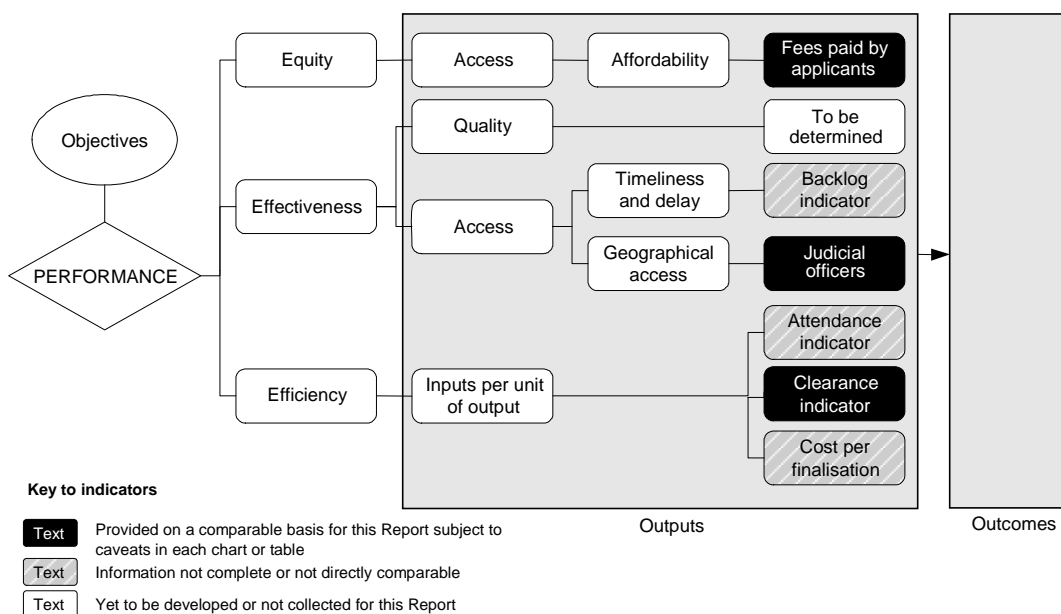 Equity
Access
Affordability
Fees paid by
applicants
Objectives
Quality
To be
determined
Effectiveness
Access
Timeliness
and delay
Backlog
indicator
PERFORMANCE
Geographical
access
Judicial
officers
Attendance
indicator
Efficiency
Inputs per unit
of output
Clearance
indicator
Cost per
finalisation
Outputs
Outcomes
Key to indicators
Text Provided on a comparable basis for this Report subject to
caveats in each chart or table
Text Information not complete or not directly comparable
Text Yet to be developed or not collected for this Report